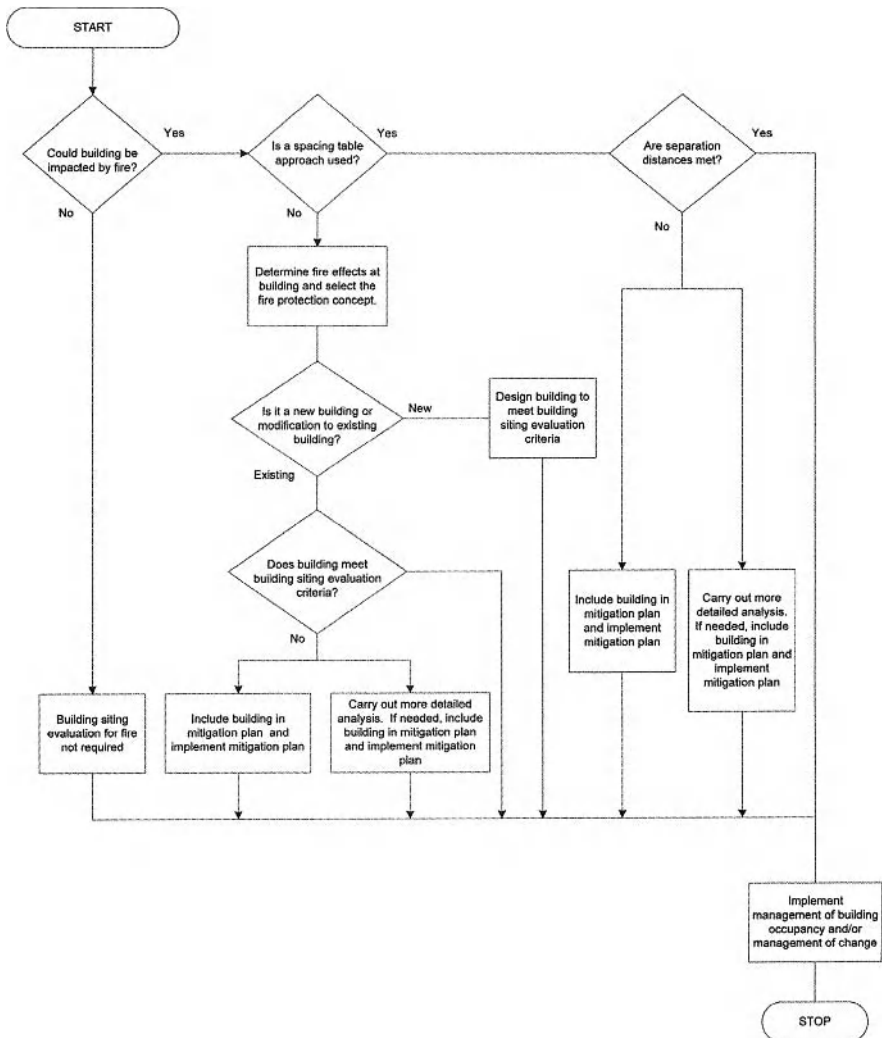 START
Could building be
impacted by fire?
Yes
No
Is a spacing table
approach used?
Yes
No
Are separation
distances met?
Yes
No
Determine fire effects at
building and select the
fire protection concept.
Is it a new building or
modification to existing
building?
New
Existing
Design building to
meet building
siting evaluation
criteria
Does building meet
building siting evaluation
criteria?
No
Include building in
mitigation plan
and implement
mitigation plan
Carry out more
detailed analysis.
If needed, include
building in
mitigation plan and
implement
mitigation plan
Building siting
evaluation for fire
not required
Include building in
mitigation plan and
implement mitigation plan
Carry out more detailed
analysis. If needed, include
building in mitigation plan
and implement mitigation
plan
Implement
management of building
occupancy and/or
management of change
STOP